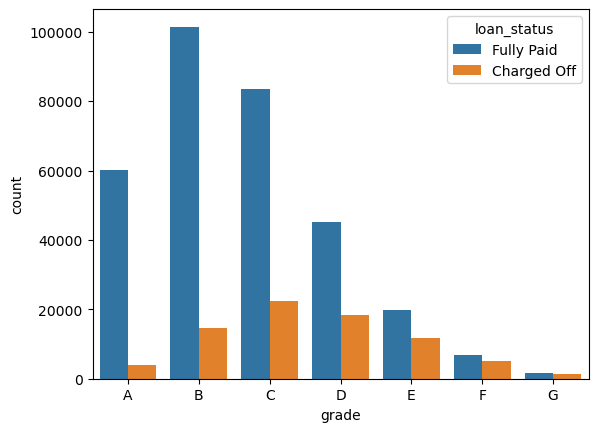 loan_status
Fully Paid
Charged Off
100000
80000
60000
40000
20000
0
count
A B C D E F G
grade